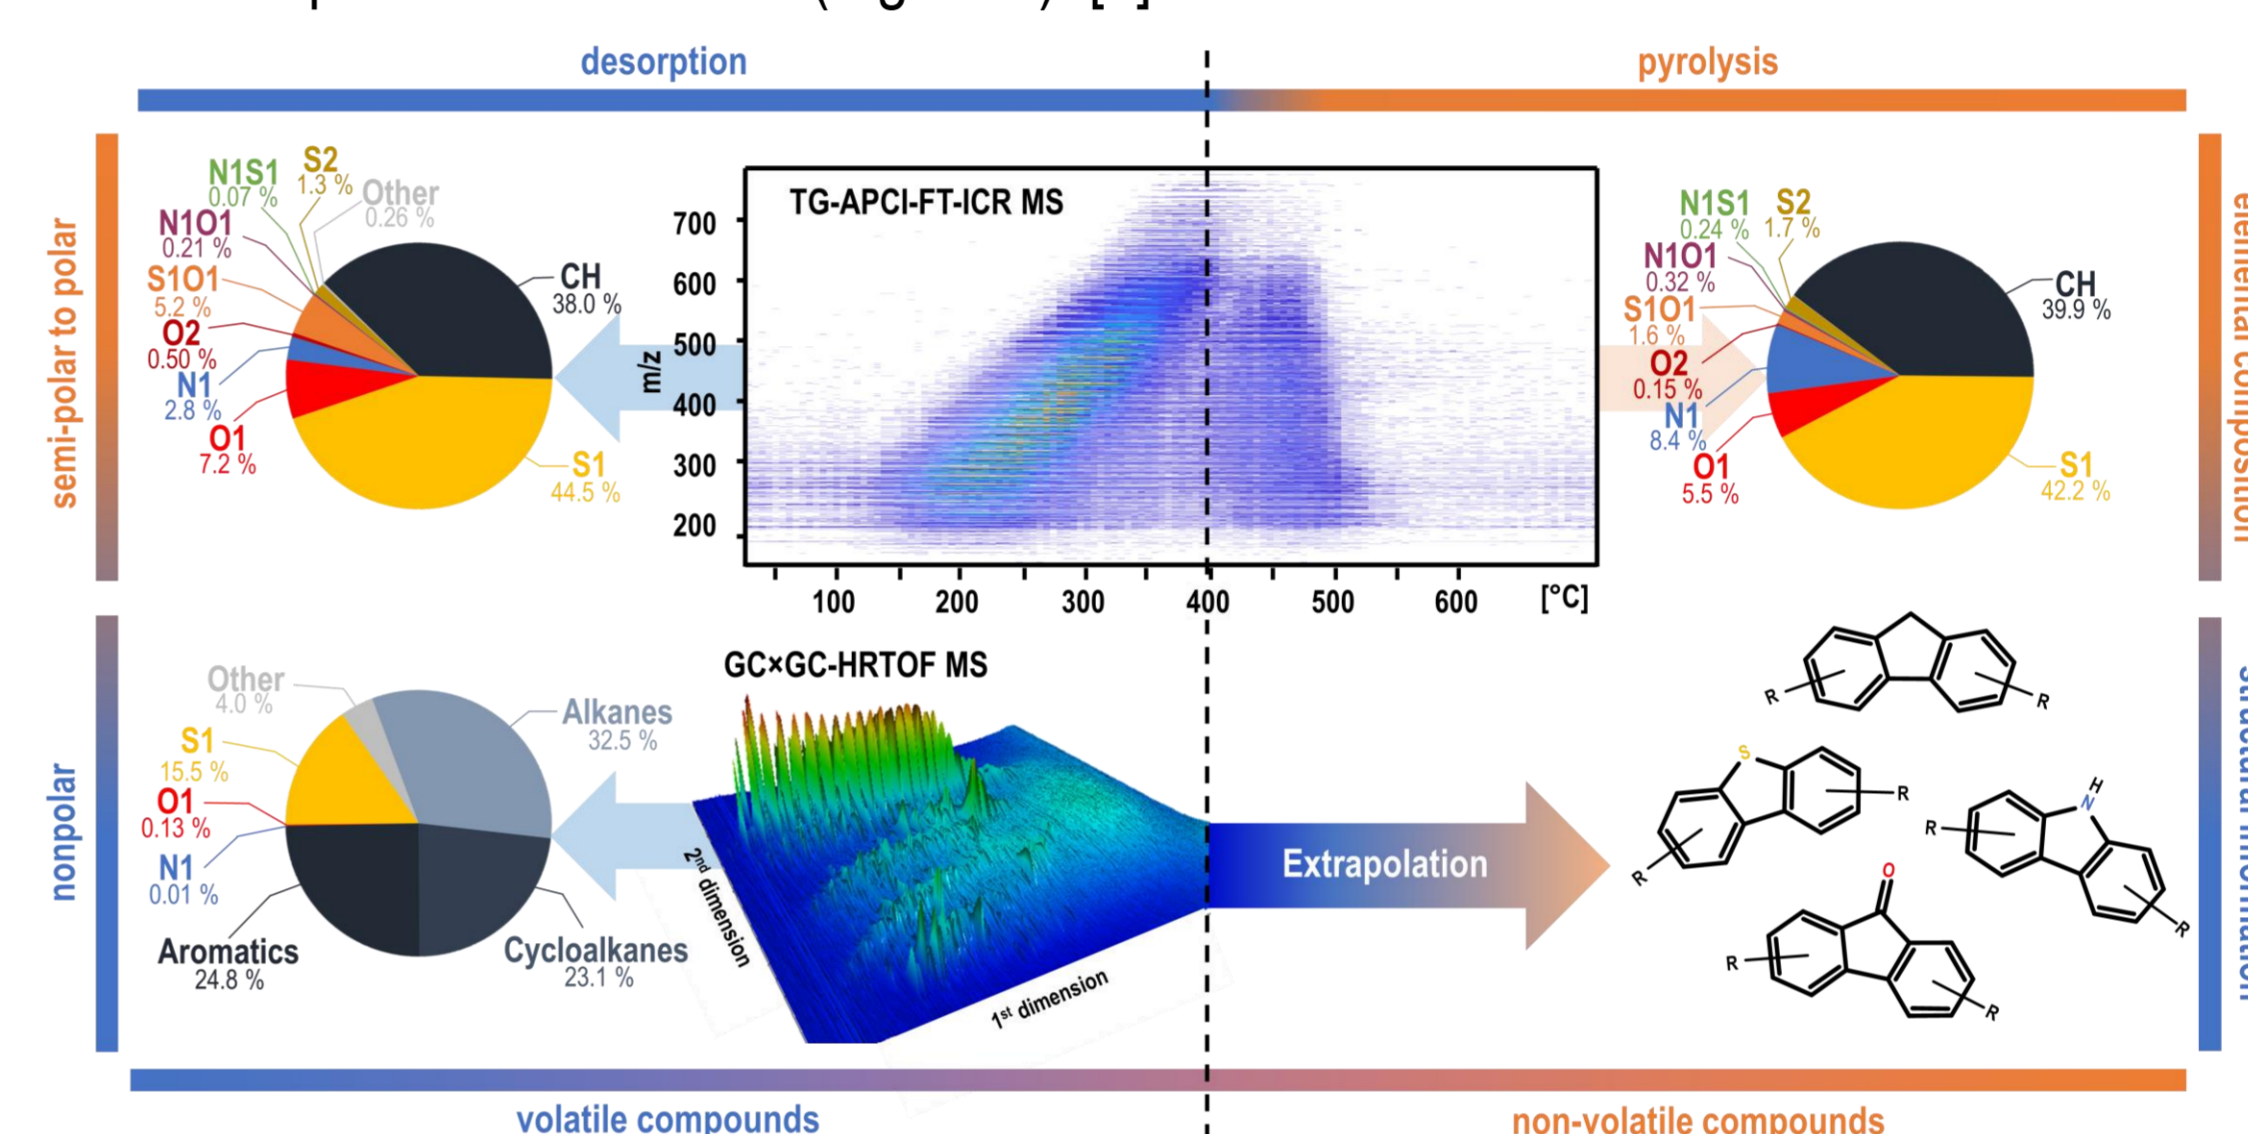 desorption
pyrolysis
semi-polar to polar
N1S1
0.07 %
S2
1.3 %
Other
0.26 %
N1O1
0.21 %
S1O1
5.2 %
O2
0.50 %
N1
2.8 %
O1
7.2 %
CH
38.0 %
S1
44.5 %
TG-APCI-FT-ICR MS
m/z
700
600
500
400
300
200
100 200 300 400 500 600 [°C]
N1S1
0.24 %
S2
1.7 %
N1O1
0.32 %
S1O1
1.6 %
O2
0.15 %
N1
8.4 %
O1
5.5 %
CH
39.9 %
S1
42.2 %
elemental composition
nonpolar
Other
4.0 %
S1
15.5 %
O1
0.13 %
N1
0.01 %
Aromatics
24.8 %
Alkanes
32.5 %
Cycloalkanes
23.1 %
GC×GC-HRTOF MS
2nd dimension
1st dimension
Extrapolation
R
R
S
R
R
H
N
R
R
O
R
R
structural information
volatile compounds
non-volatile compounds